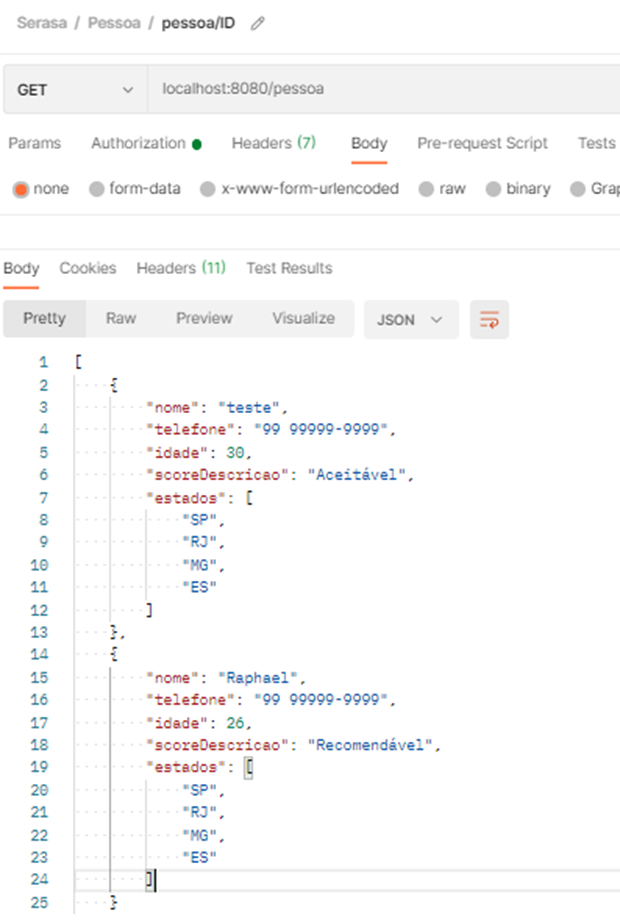 Serasa / Pessoa / pessoa/ID
GET localhost:8080/pessoa
Params Authorization Headers (7) Body Pre-request Script Tests
none form-data x-www-form-urlencoded raw binary
Body Cookies Headers (11) Test Results
Pretty Raw Preview Visualize JSON
1 [
2 {
3 "nome": "teste",
4 "telefone": "99 99999-9999",
5 "idade": 30,
6 "scoreDescricao": "Aceitável",
7 "estados": [
8 "SP",
9 "RJ",
10 "MG",
11 "ES"
12 ]
13 },
14 {
15 "nome": "Raphael",
16 "telefone": "99 99999-9999",
17 "idade": 26,
18 "scoreDescricao": "Recomendável",
19 "estados": [
20 "SP",
21 "RJ",
22 "MG",
23 "ES"
24 ]
25 }